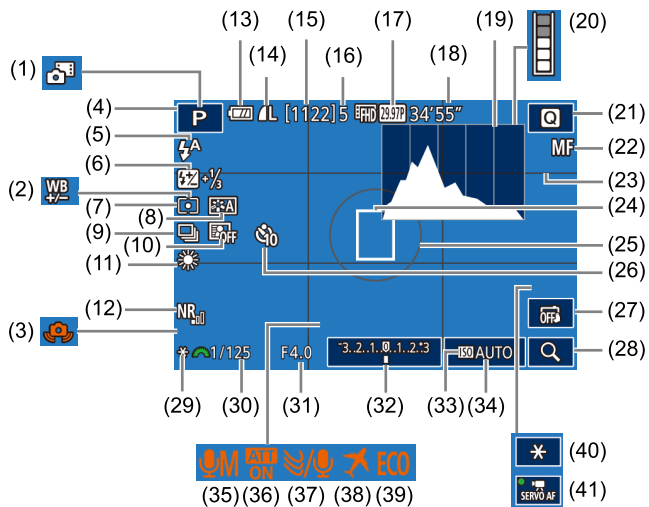 (13) (15) (17) (19) (20)
(14) (16) (18)
(1)
(4) P L [1122]5 FHD 29.97P 34'55" Q (21)
(5) A MF (22)
(6) +1/3 (23)
(2) WB +/-
(7) (24)
(8) A
(9) OFF (25)
(10) 10 (26)
(11)
(12) NR OFF (27)
(3)
* 1/125 F4.0 -3..2..1..0..1..2..+3 ISO AUTO (28)
(29) (30) (31) (32) (33) (34)
M ATT ON / ECO * (40)
(35)(36) (37) (38) (39) SERVO AF (41)